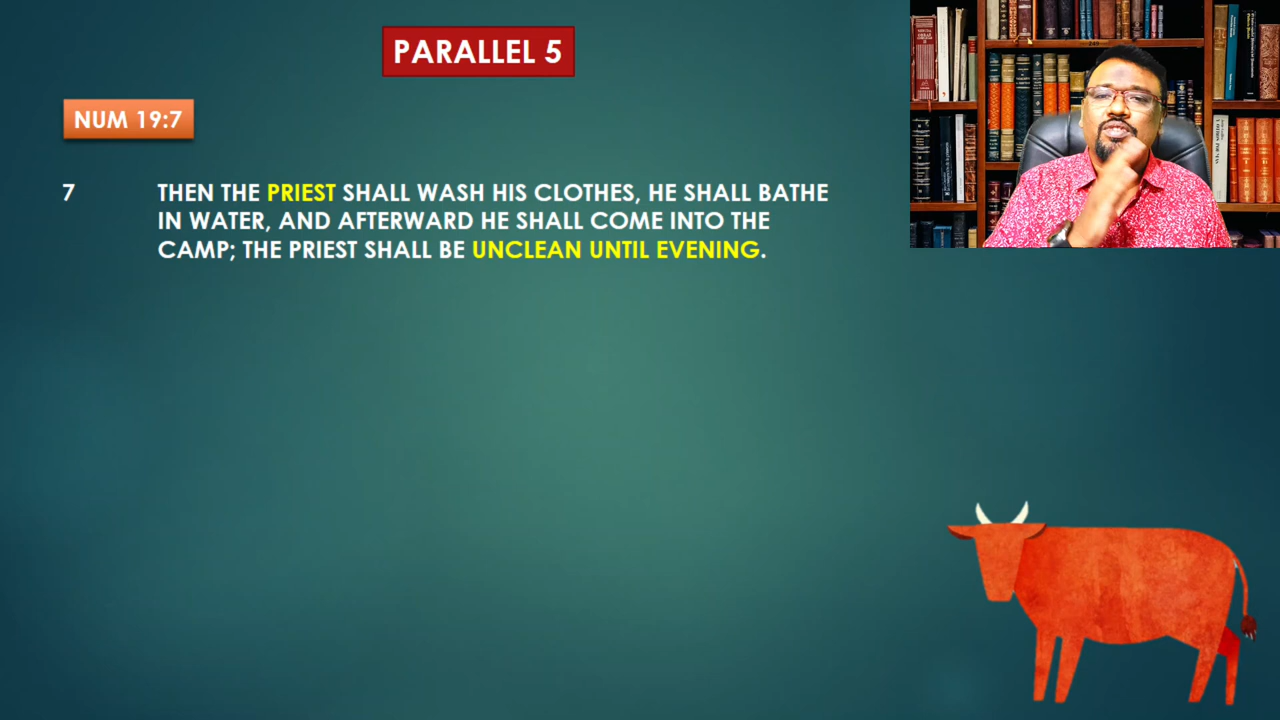 PARALLEL 5
NUM 19:7
7 THEN THE PRIEST SHALL WASH HIS CLOTHES, HE SHALL BATHE
IN WATER, AND AFTERWARD HE SHALL COME INTO THE
CAMP; THE PRIEST SHALL BE UNCLEAN UNTIL EVENING.